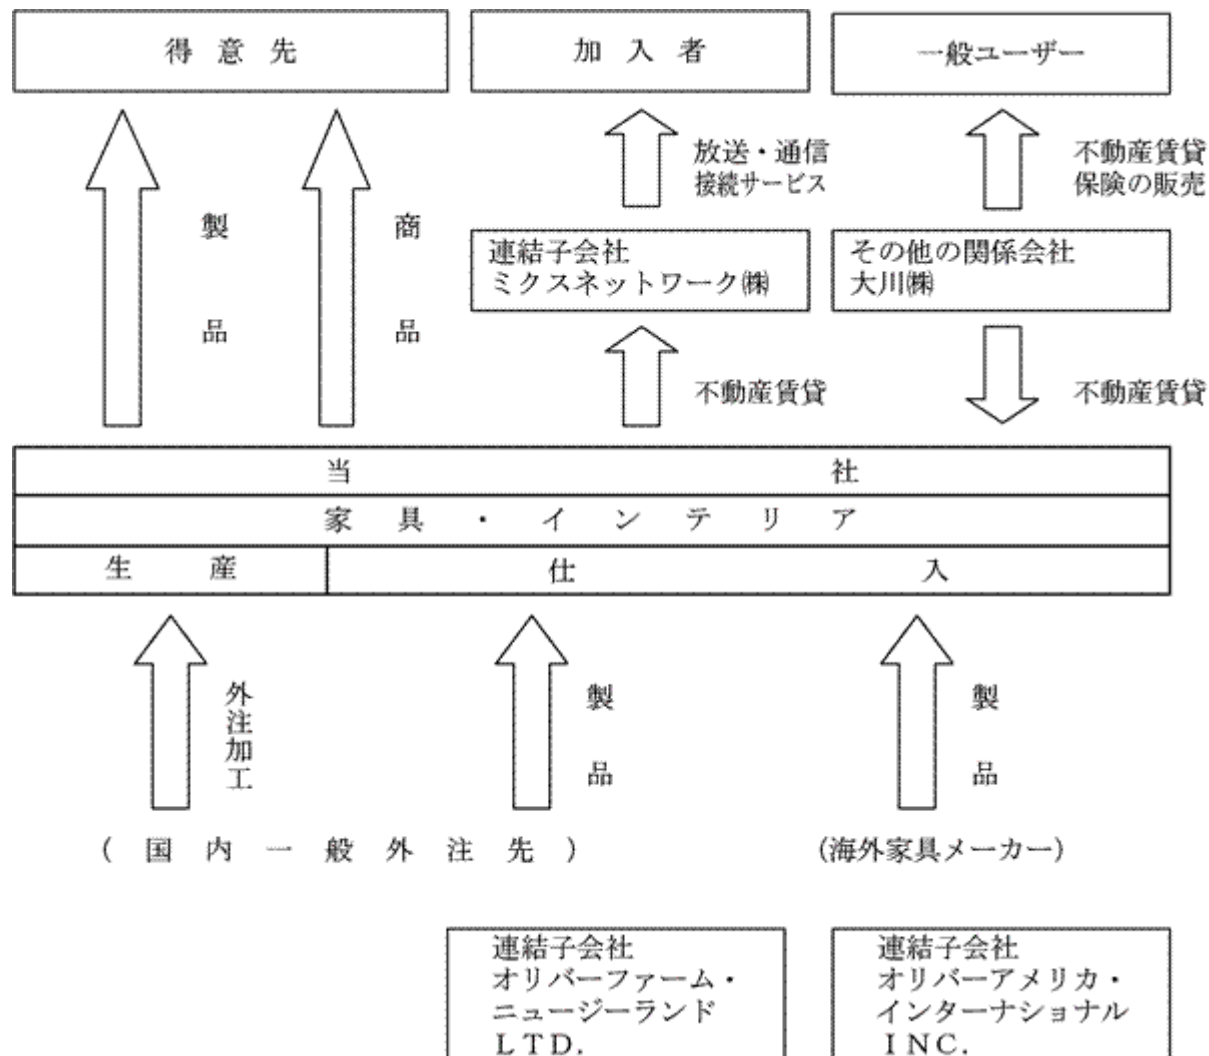 得意先
加入者
一般ユーザー
放送・通信
接続サービス
不動産賃貸
保険の販売
製品
商品
連結子会社
ミクスネットワーク㈱
その他の関係会社
大川㈱
不動産賃貸
不動産賃貸
当社
家具・インテリア
生産
仕入
外注加工
製品
製品
(国内一般外注先)
(海外家具メーカー)
連結子会社
オリバーファーム・
ニュージーランド
LTD.
連結子会社
オリバーアメリカ・
インターナショナル
INC.